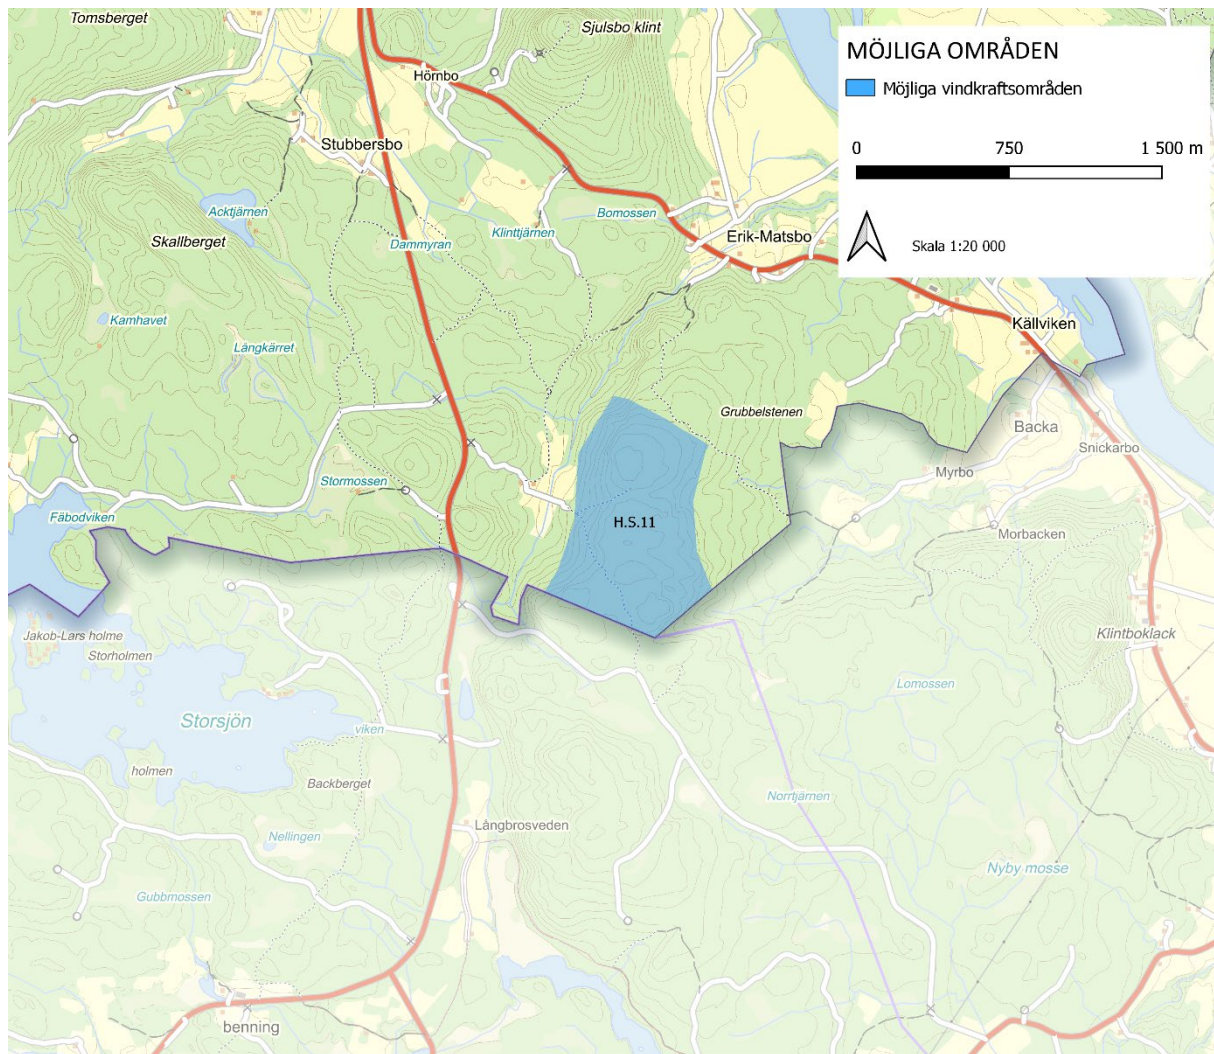 Tomsberget
Sjulsbo klint
Hörnbo
Stubbersbo
Acktjärnen
Skallberget
Dammyran
Klinttjärnen
Bomossen
Erik-Matsbo
Kamhavet
Långkärret
Källviken
Grubbelstenen
Backa
Snickarbo
Myrbo
Stormossen
Fäbodviken
H.S.11
Morbacken
Jakob-Lars holme
Storholmen
Klintboklack
Storsjön
viken
Lomossen
holmen
Backberget
Norrtjärnen
Långbrosveden
Nellingen
Nyby mosse
Gubbmossen
benning
MÖJLIGA OMRÅDEN
Möjliga vindkraftsområden
0 750 1 500 m
Skala 1:20 000